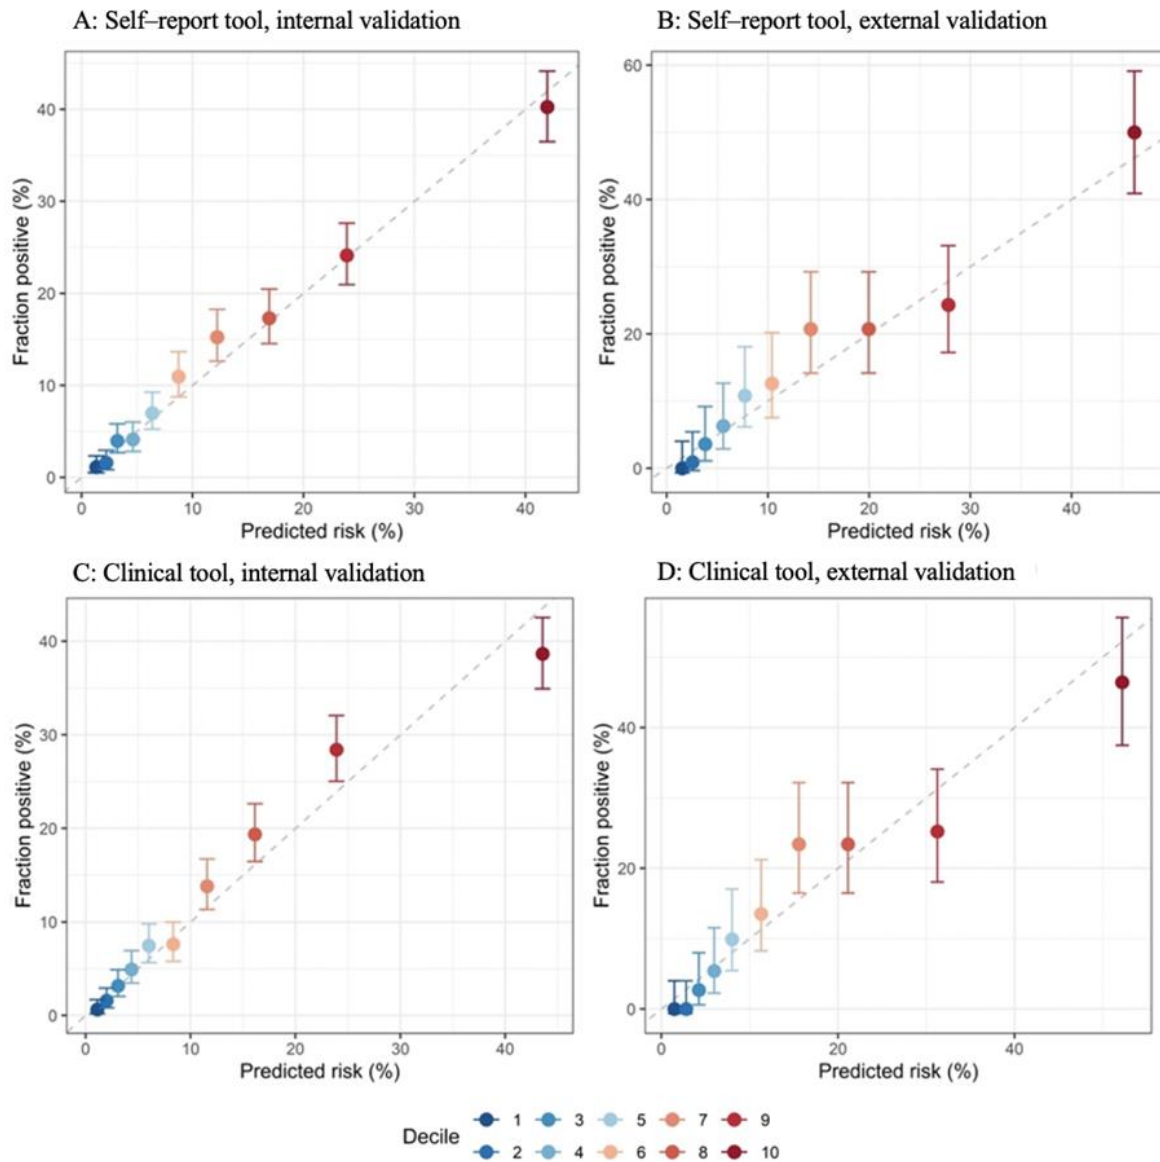 A: Self–report tool, internal validation
B: Self–report tool, external validation
Fraction positive (%)
40
30
20
10
0
0 10 20 30 40
Predicted risk (%)
Fraction positive (%)
60
40
20
0
0 10 20 30 40
Predicted risk (%)
C: Clinical tool, internal validation
D: Clinical tool, external validation
Fraction positive (%)
40
30
20
10
0
0 10 20 30 40
Predicted risk (%)
Fraction positive (%)
40
20
0
0 20 40
Predicted risk (%)
Decile
1 3 5 7 9
2 4 6 8 10